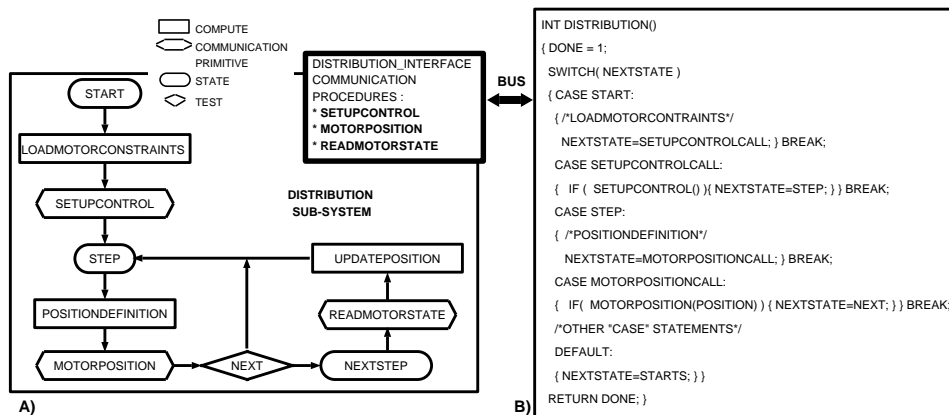 COMPUTE
COMMUNICATION
PRIMITIVE
STATE
TEST
START
LOADMOTORCONSTRAINTS
SETUPCONTROL
STEP
POSITIONDEFINITION
MOTORPOSITION
NEXT
NEXTSTEP
READMOTORSTATE
UPDATEPOSITION
DISTRIBUTION
SUB-SYSTEM
DISTRIBUTION_INTERFACE
COMMUNICATION
PROCEDURES :
* SETUPCONTROL
* MOTORPOSITION
* READMOTORSTATE
BUS
A)
INT DISTRIBUTION()
{ DONE = 1;
SWITCH( NEXTSTATE )
{ CASE START:
{ /*LOADMOTORCONTRAINTS*/
NEXTSTATE=SETUPCONTROLCALL; } BREAK;
CASE SETUPCONTROLCALL:
{ IF ( SETUPCONTROL() ){ NEXTSTATE=STEP; } } BREAK;
CASE STEP:
{ /*POSITIONDEFINITION*/
NEXTSTATE=MOTORPOSITIONCALL; } BREAK;
CASE MOTORPOSITIONCALL:
{ IF( MOTORPOSITION(POSITION) ) { NEXTSTATE=NEXT; } } BREAK;
/*OTHER "CASE" STATEMENTS*/
DEFAULT:
{ NEXTSTATE=STARTS; } }
RETURN DONE; }
B)